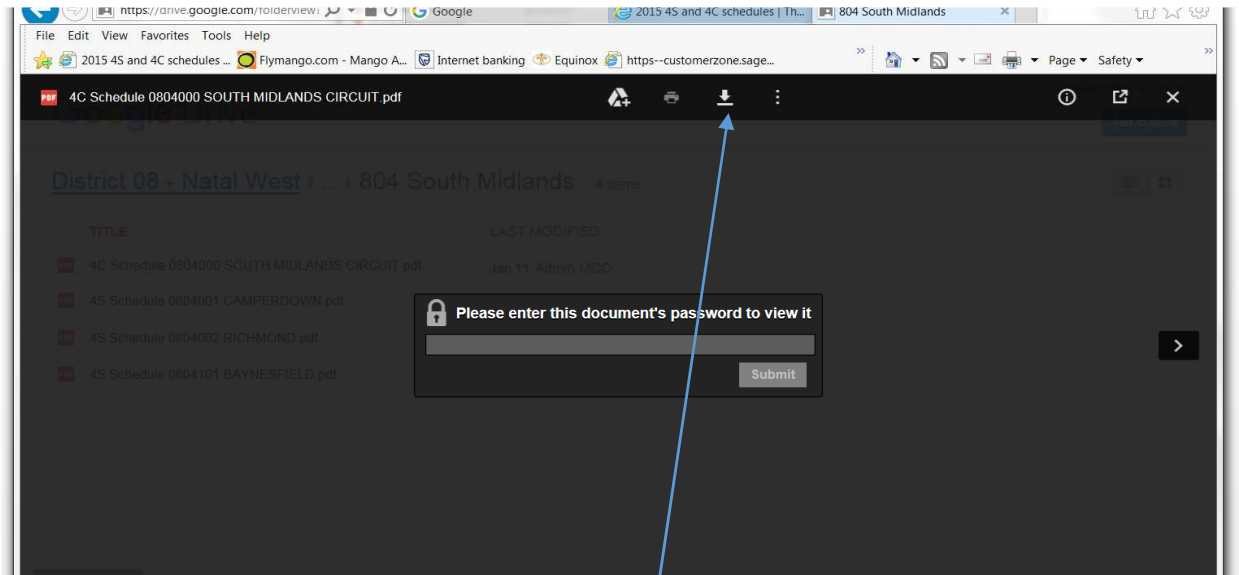 https://drive.google.com/folderview: Google 2015 4S and 4C schedules | Th... 804 South Midlands
File Edit View Favorites Tools Help
2015 4S and 4C schedules ... Flymango.com - Mango A... Internet banking Equinox https--customerzone.sage... » Page Safety »
PDF 4C Schedule 0804000 SOUTH MIDLANDS CIRCUIT.pdf
Google Drive
District 08 - Natal West › ... › 804 South Midlands 4 items
TITLE LAST MODIFIED
4C Schedule 0804000 SOUTH MIDLANDS CIRCUIT.pdf Jan 11 Admin MCO
4S Schedule 0804001 CAMPERDOWN.pdf
Please enter this document's password to view it
4S Schedule 0804002 RICHMOND.pdf
4S Schedule 0804101 BAYNESFIELD.pdf
Submit